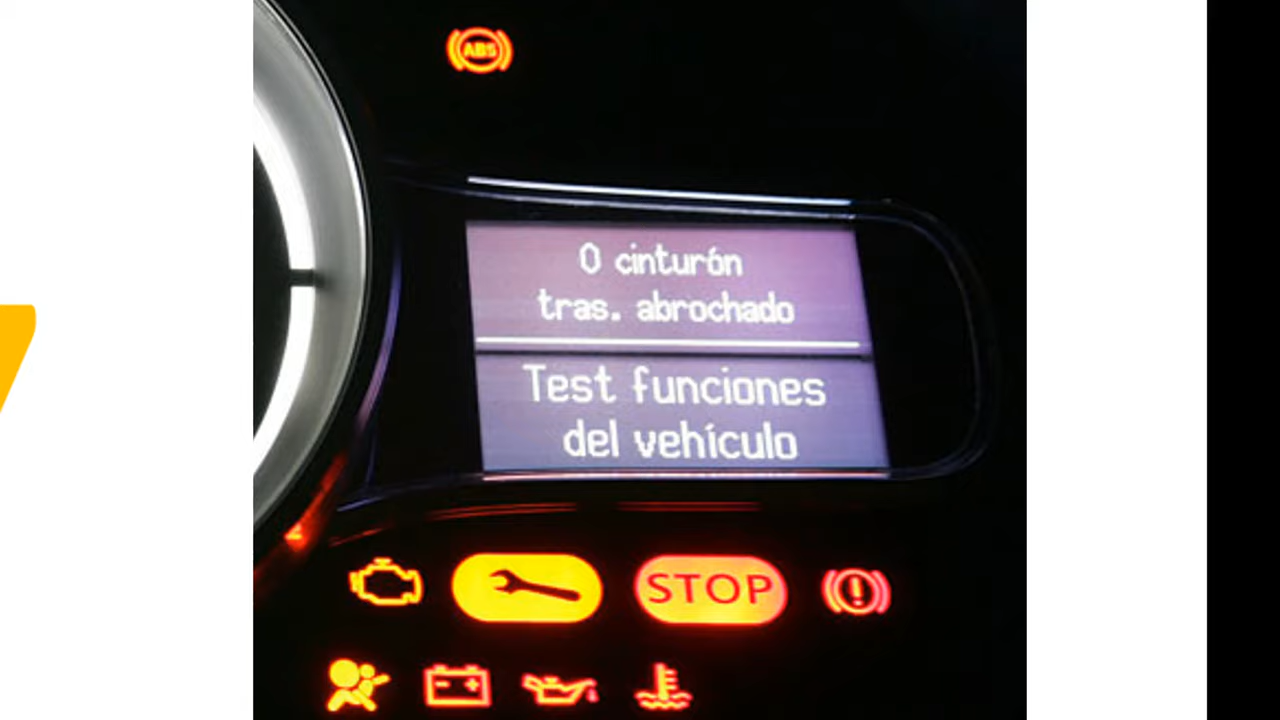 ABS
0 cinturón
tras. abrochado
Test funciones
del vehículo
STOP